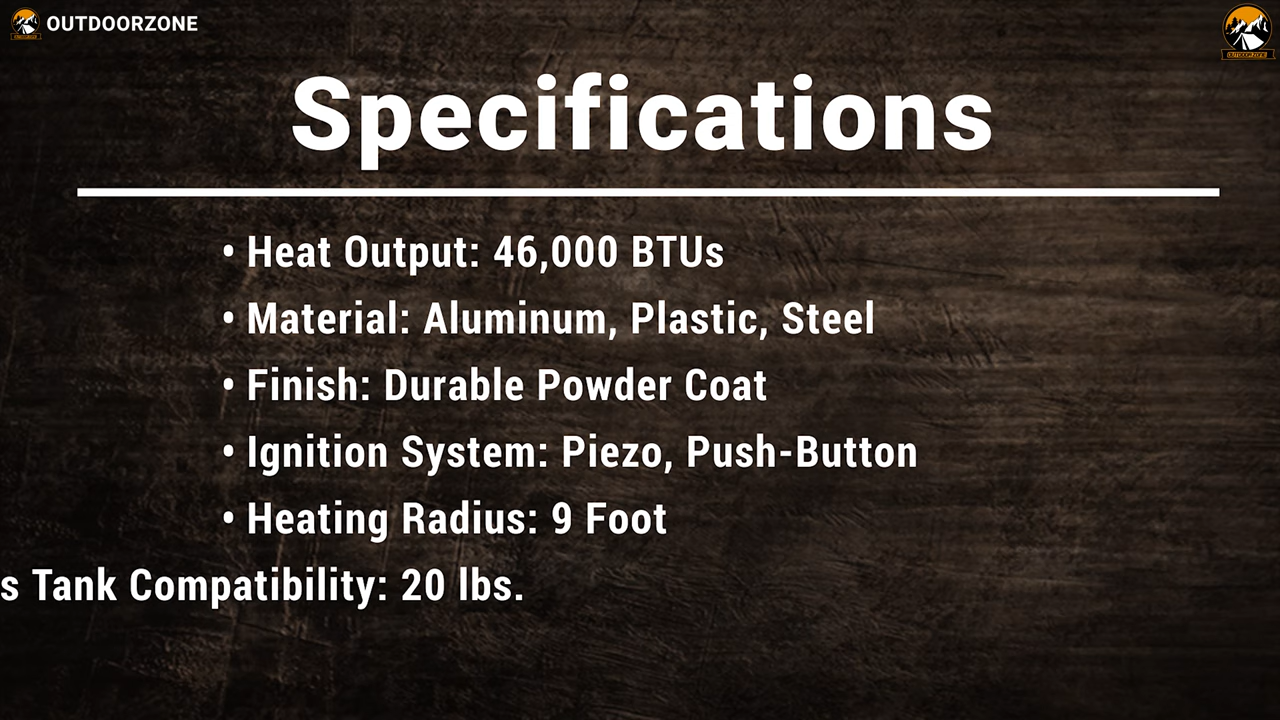 OUTDOORZONE
OUTDOORZONE
Specifications
• Heat Output: 46,000 BTUs
• Material: Aluminum, Plastic, Steel
• Finish: Durable Powder Coat
• Ignition System: Piezo, Push-Button
• Heating Radius: 9 Foot
s Tank Compatibility: 20 lbs.